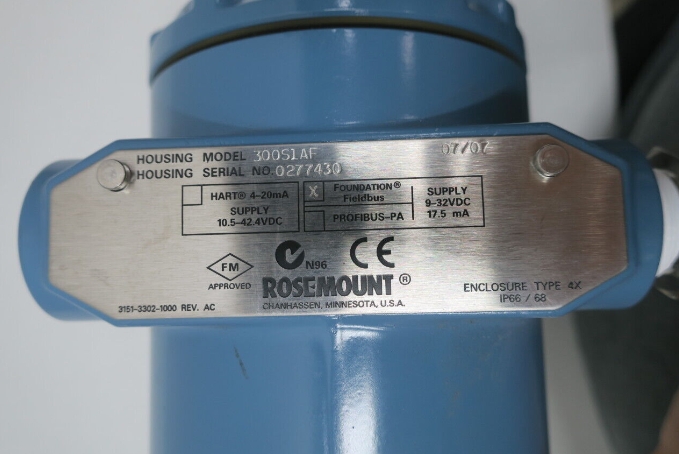 HOUSING MODEL 300S1AF 07/07
HOUSING SERIAL NO. 0277430
HART® 4-20mA
SUPPLY
10.5-42.4VDC
X FOUNDATION®
Fieldbus
PROFIBUS-PA
SUPPLY
9-32VDC
17.5 mA
FM
APPROVED
N96 CE
ROSEMOUNT®
CHANHASSEN, MINNESOTA, U.S.A.
3151-3302-1000 REV. AC
ENCLOSURE TYPE 4X
IP66 / 68